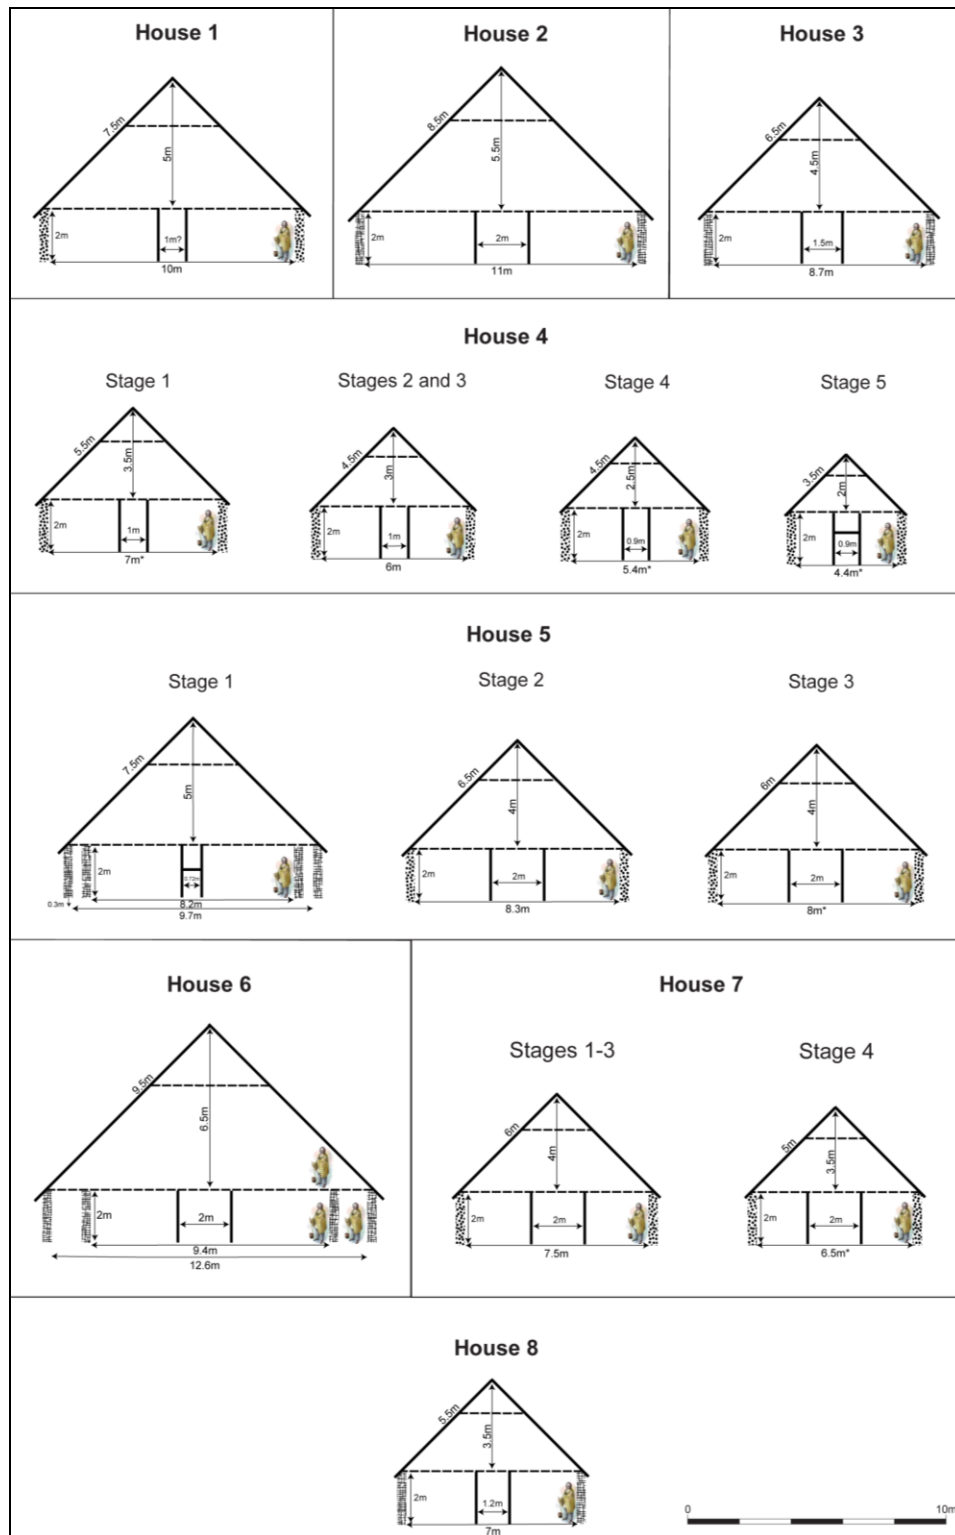 House 1
7.5m
5m
2m
1m?
10m
House 2
8.5m
5.5m
2m
2m
11m
House 3
6.5m
4.5m
2m
1.5m
8.7m
House 4
Stage 1
5.5m
3.5m
2m
1m
7m*
Stages 2 and 3
4.5m
3m
2m
1m
6m
Stage 4
4.5m
2.5m
2m
0.9m
5.4m*
Stage 5
3.5m
2m
2m
0.9m
4.4m*
House 5
Stage 1
7.5m
5m
2m
0.72m
0.3m
8.2m
9.7m
Stage 2
6.5m
4m
2m
2m
8.3m
Stage 3
6m
4m
2m
2m
8m*
House 6
9.5m
6.5m
2m
2m
9.4m
12.6m
House 7
Stages 1-3
6m
4m
2m
2m
7.5m
Stage 4
5m
3.5m
2m
2m
6.5m*
House 8
5.5m
3.5m
2m
1.2m
7m
0 10m